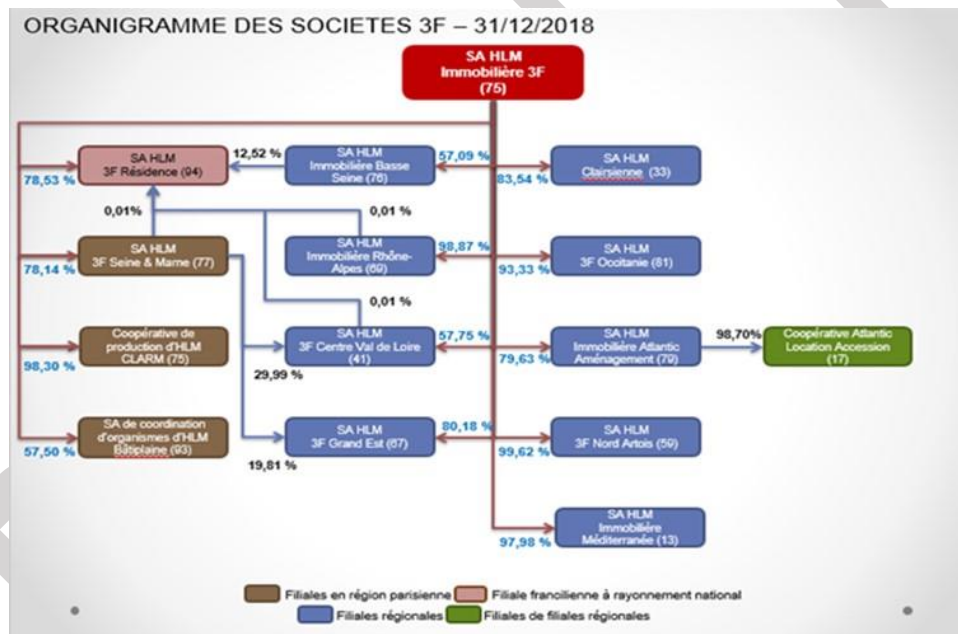 ORGANIGRAMME DES SOCIETES 3F – 31/12/2018
SA HLM
Immobilière 3F
(75)
SA HLM
3F Résidence (94)
78,53 %
12,52 %
SA HLM
Immobilière Basse
Seine (76)
57,09 %
SA HLM
Clairsienne (33)
83,54 %
0,01%
0,01 %
SA HLM
3F Seine & Marne (77)
78,14 %
SA HLM
Immobilière Rhône-
Alpes (69)
98,87 %
SA HLM
3F Occitanie (81)
93,33 %
0,01 %
Coopérative de
production d'HLM
CLARM (75)
98,30 %
SA HLM
3F Centre Val de Loire
(41)
29,99 %
57,75 %
SA HLM
Immobilière Atlantic
Aménagement (79)
79,63 %
98,70%
Coopérative Atlantic
Location Accession
(17)
SA de coordination
d'organismes d'HLM
Bâtiplaine (93)
57,50 %
SA HLM
3F Grand Est (67)
19,81 %
80,18 %
SA HLM
3F Nord Artois (59)
99,62 %
SA HLM
Immobilière
Méditerranée (13)
97,98 %
Filiales en région parisienne
Filiale francilienne à rayonnement national
Filiales régionales
Filiales de filiales régionales